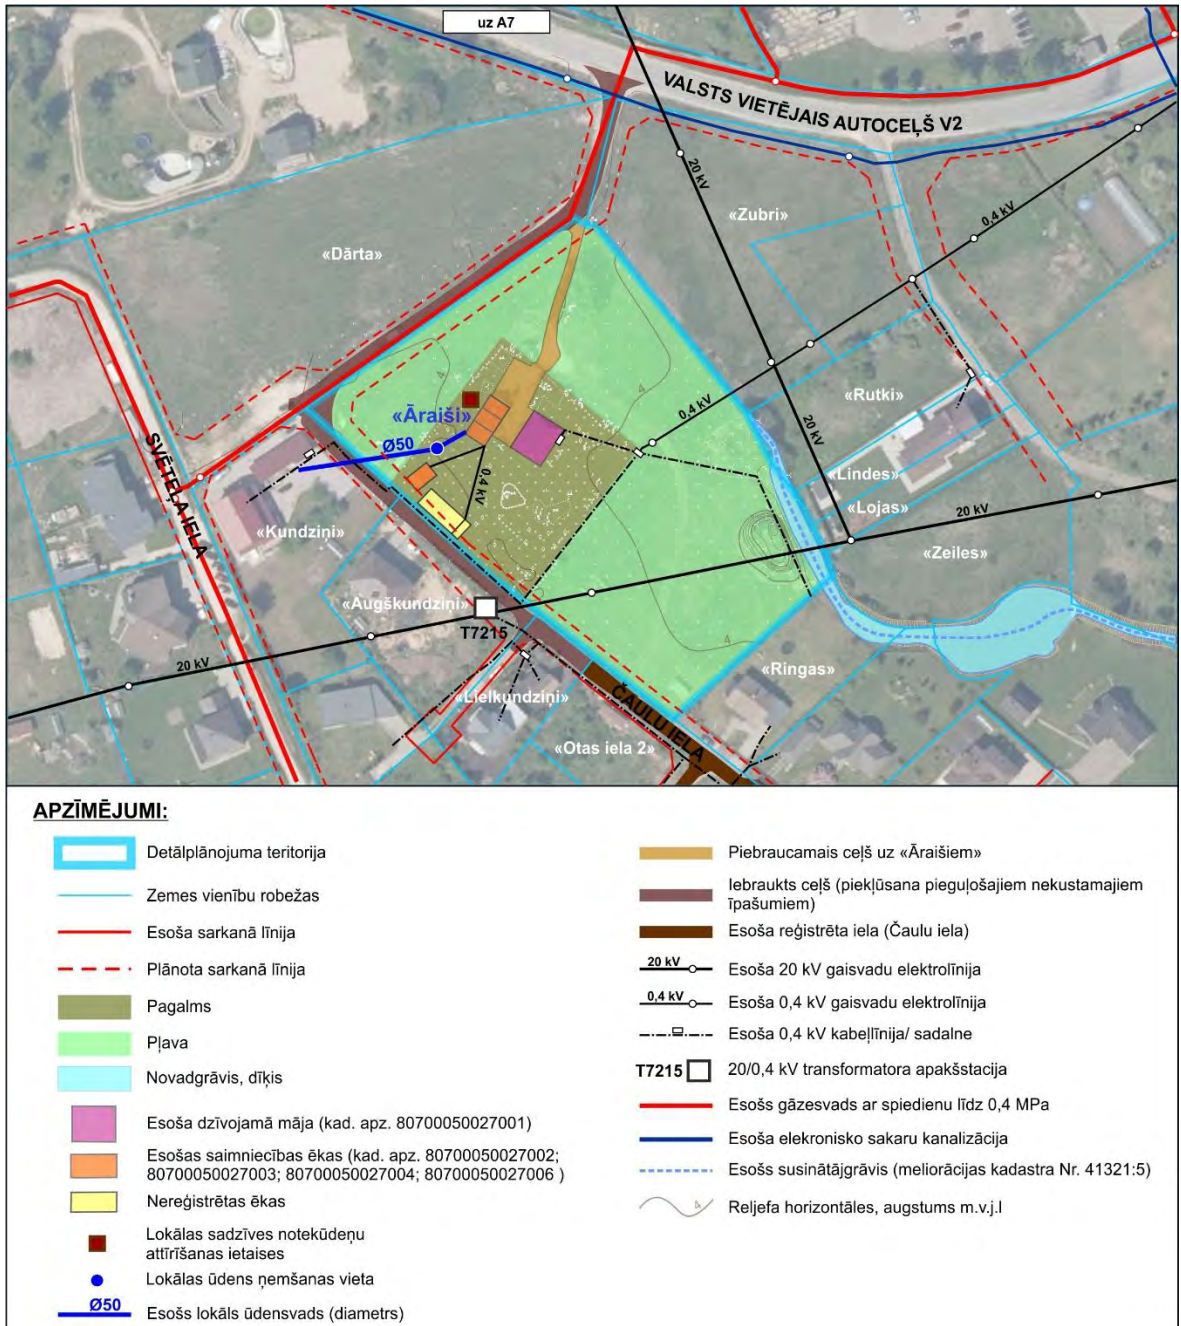 uz A7
VALSTS VIETĒJAIS AUTOCEĻŠ V2
20 kV
«Zubri»
0,4 kV
«Dārta»
4
4
«Rutki»
«Āraiši»
0,4 kV
20 kV
Ø50
SVĒTEĻA IELA
0,4 kV
«Lindes»
«Lojas»
20 kV
«Kundziņi»
«Zeiles»
«Augškundziņi»
T7215
4
20 kV
«Ringas»
«Lielkundziņi»
ČAULU IELA
«Otas iela 2»
APZĪMĒJUMI:
Detālplānojuma teritorija
Zemes vienību robežas
Esoša sarkanā līnija
Plānota sarkanā līnija
Pagalms
Pļava
Novadgrāvis, dīķis
Esoša dzīvojamā māja (kad. apz. 80700050027001)
Esošas saimniecības ēkas (kad. apz. 80700050027002;
80700050027003; 80700050027004; 80700050027006 )
Nereģistrētas ēkas
Lokālas sadzīves notekūdeņu
attīrīšanas ietaises
Lokālas ūdens ņemšanas vieta
Ø50
Esošs lokāls ūdensvads (diametrs)
Piebraucamais ceļš uz «Āraišiem»
Iebraukts ceļš (piekļūsana pieguļošajiem nekustamajiem
īpašumiem)
Esoša reģistrēta iela (Čaulu iela)
20 kV
Esoša 20 kV gaisvadu elektrolīnija
0,4 kV
Esoša 0,4 kV gaisvadu elektrolīnija
Esoša 0,4 kV kabeļlīnija/ sadalne
T7215
20/0,4 kV transformatora apakšstacija
Esošs gāzesvads ar spiedienu līdz 0,4 MPa
Esoša elekronisko sakaru kanalizācija
Esošs susinātājgrāvis (meliorācijas kadastra Nr. 41321:5)
4
Reljefa horizontāles, augstums m.v.j.l